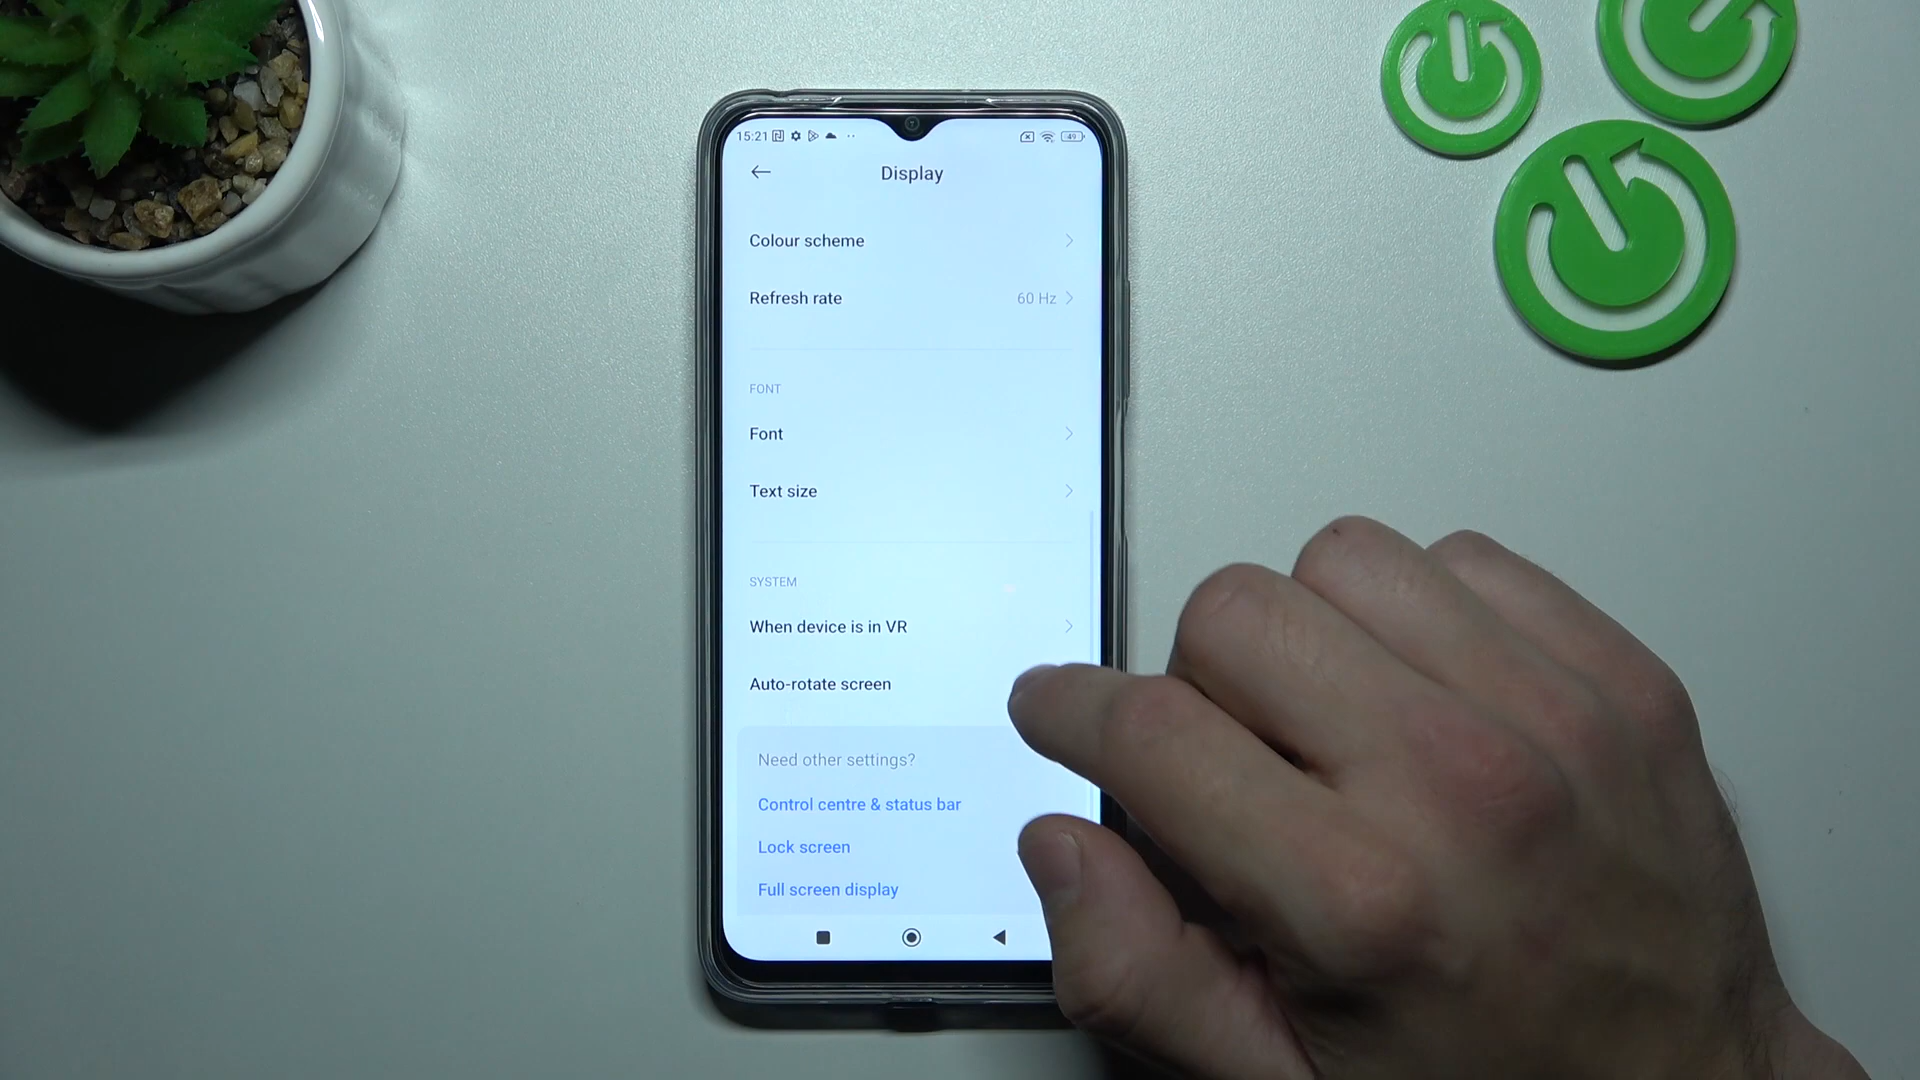 15:21
49
Display
Colour scheme
Refresh rate 60 Hz
FONT
Font
Text size
SYSTEM
When device is in VR
Auto-rotate screen
Need other settings?
Control centre & status bar
Lock screen
Full screen display